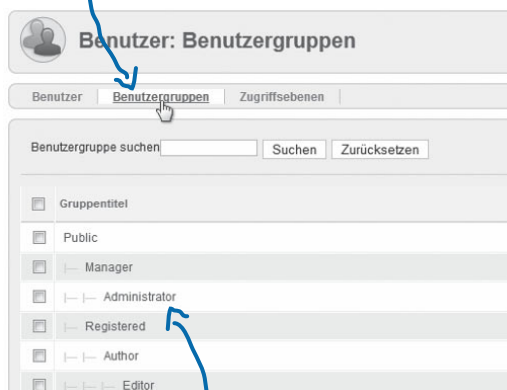 Benutzer: Benutzergruppen
Benutzer Benutzergruppen Zugriffsebenen
Benutzergruppe suchen Suchen Zurücksetzen
Gruppentitel
Public
|— Manager
|— |— Administrator
|— Registered
|— |— Author
|— |— |— Editor